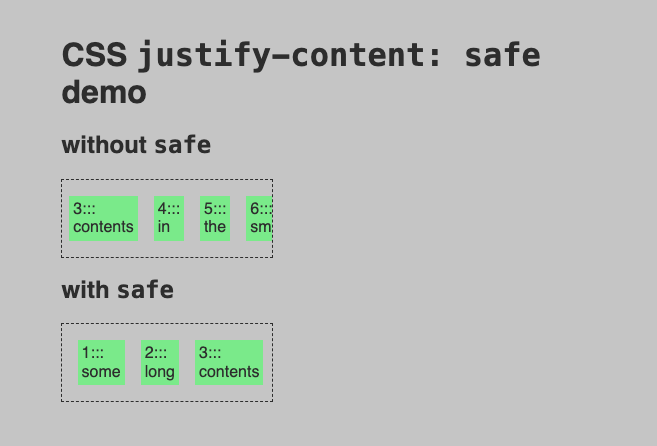 CSS justify-content: safe
demo
without safe
3::: 4::: 5::: 6:::
contents in the sm
with safe
1::: 2::: 3:::
some long contents